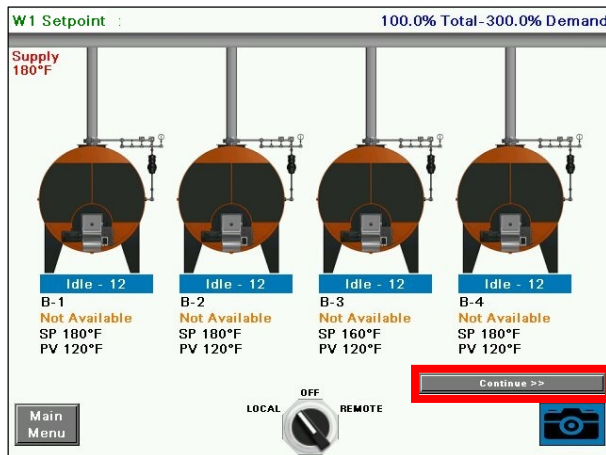 W1 Setpoint :
100.0% Total-300.0% Demand
Supply
180°F
Idle - 12
B-1
Not Available
SP 180°F
PV 120°F
Idle - 12
B-2
Not Available
SP 180°F
PV 120°F
Idle - 12
B-3
Not Available
SP 160°F
PV 120°F
Idle - 12
B-4
Not Available
SP 180°F
PV 120°F
Continue >>
OFF
LOCAL
REMOTE
Main
Menu